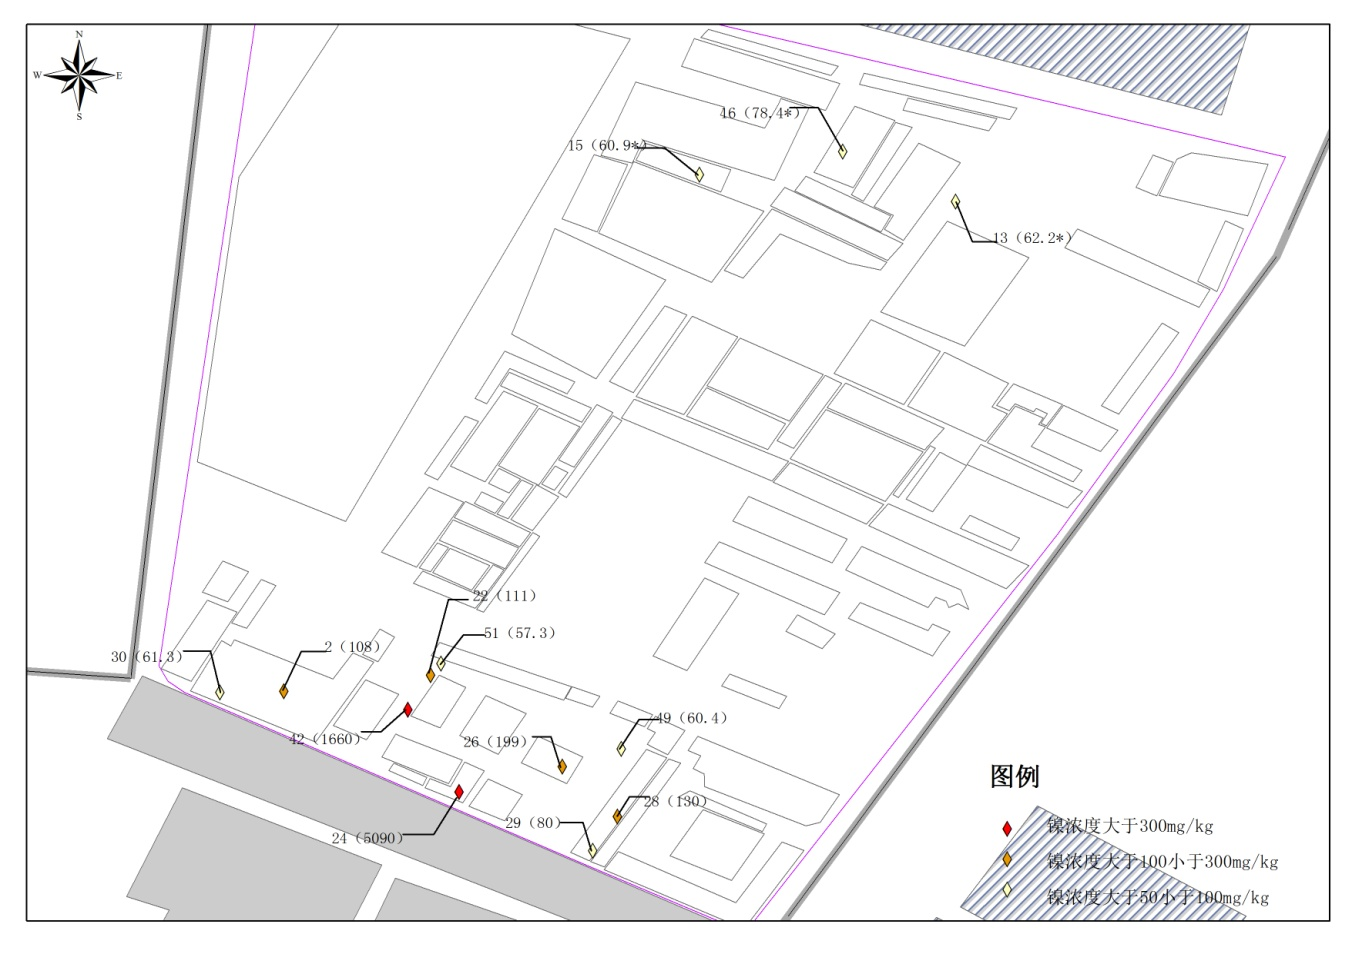 N
W
E
S
46（78.4*）
15（60.9*）
13（62.2*）
22（111）
51（57.3）
2（108）
30（61.3）
49（60.4）
42（1660）
26（199）
28（130）
29（80）
24（5090）
图例
镍浓度大于300mg/kg
镍浓度大于100小于300mg/kg
镍浓度大于50小于100mg/kg